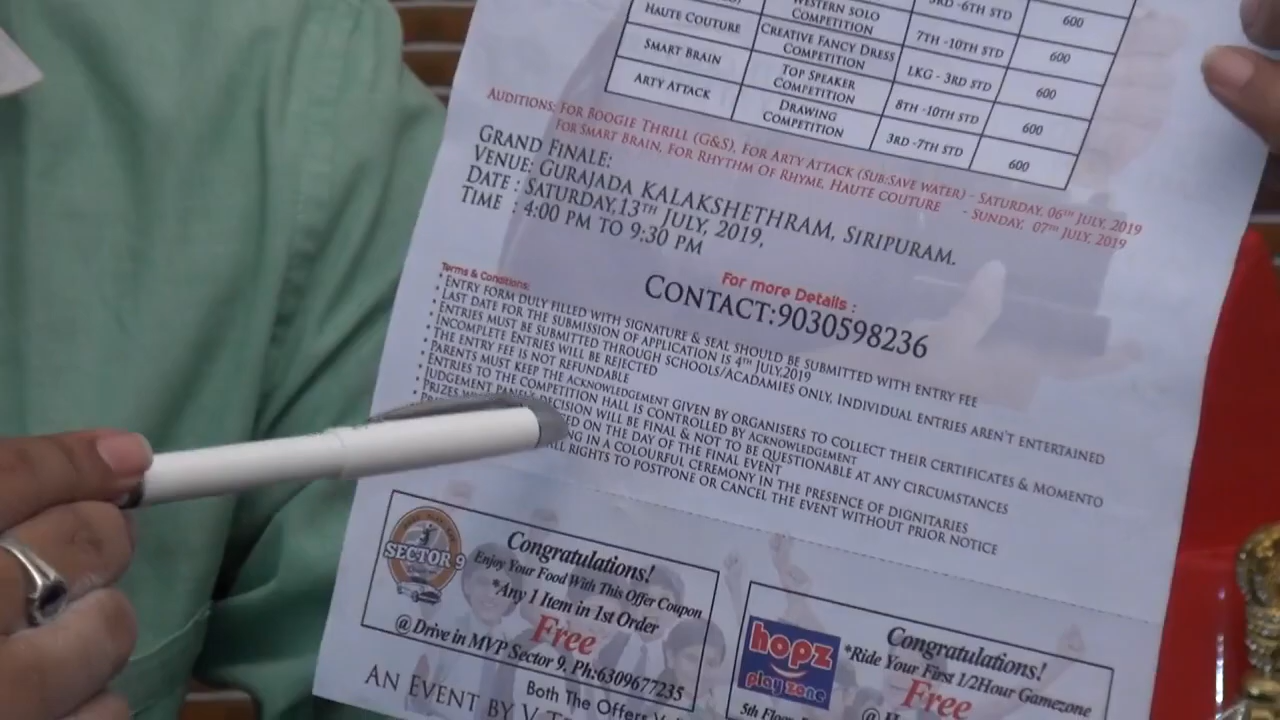 WESTERN SOLO COMPETITION 3RD -6TH STD 600
HAUTE COUTURE CREATIVE FANCY DRESS COMPETITION 7TH -10TH STD 600
SMART BRAIN TOP SPEAKER COMPETITION LKG - 3RD STD 600
ARTY ATTACK DRAWING COMPETITION 8TH -10TH STD 600
3RD -7TH STD 600
AUDITIONS: FOR BOOGIE THRILL (G&S), FOR ARTY ATTACK (SUB:SAVE WATER) - SATURDAY, 06TH JULY, 2019
FOR SMART BRAIN, FOR RHYTHM OF RHYME, HAUTE COUTURE - SUNDAY, 07TH JULY, 2019
GRAND FINALE:
VENUE: GURAJADA KALAKSHETHRAM, SIRIPURAM.
DATE : SATURDAY,13TH JULY, 2019,
TIME : 4:00 PM TO 9:30 PM
For more Details :
CONTACT:9030598236
Terms & Conditions:
• ENTRY FORM DULY FILLED WITH SIGNATURE & SEAL SHOULD BE SUBMITTED WITH ENTRY FEE
• LAST DATE FOR THE SUBMISSION OF APPLICATION IS 4TH JULY,2019
• ENTRIES MUST BE SUBMITTED THROUGH SCHOOLS/ACADAMIES ONLY, INDIVIDUAL ENTRIES AREN'T ENTERTAINED
• INCOMPLETE ENTRIES WILL BE REJECTED
• THE ENTRY FEE IS NOT REFUNDABLE
• PARENTS MUST KEEP THE ACKNOWLEDGEMENT GIVEN BY ORGANISERS TO COLLECT THEIR CERTIFICATES & MOMENTO
• ENTRIES TO THE COMPETITION HALL IS CONTROLLED BY ACKNOWLEDGEMENT
• JUDGEMENT PANEL DECISION WILL BE FINAL & NOT TO BE QUESTIONABLE AT ANY CIRCUMSTANCES
• PRIZES ON THE DAY OF THE FINAL EVENT
IN A COLOURFUL CEREMONY IN THE PRESENCE OF DIGNITARIES
RIGHTS TO POSTPONE OR CANCEL THE EVENT WITHOUT PRIOR NOTICE
SECTOR 9
Congratulations!
Enjoy Your Food With This Offer Coupon
*Any 1 Item in 1st Order
Free
@ Drive in MVP Sector 9, Ph:6309677235
hopz
play zone
Congratulations!
*Ride Your First 1/2Hour Gamezone
Free
5th
BOTH THE OFFERS
AN EVENT BY